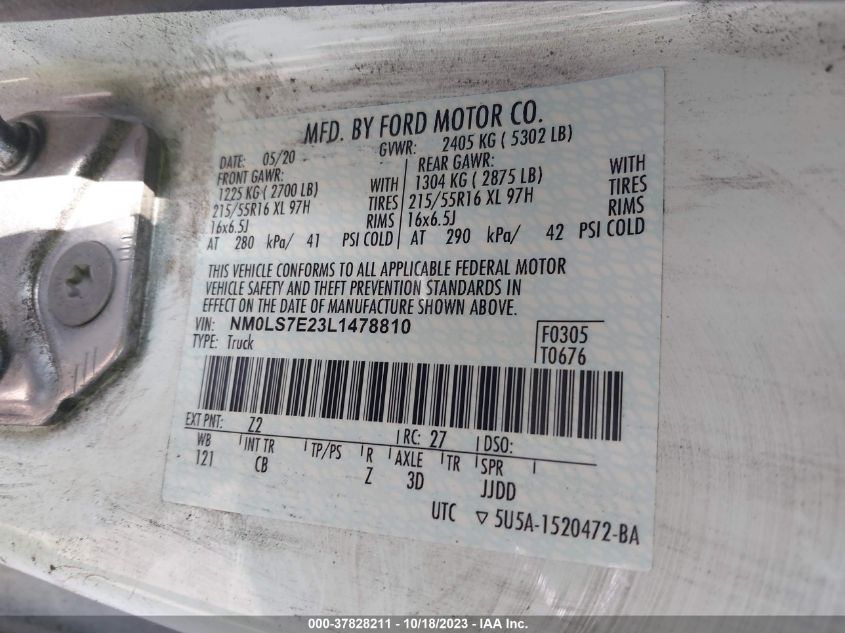 MFD. BY FORD MOTOR CO.
DATE: 05/20 GVWR: 2405 KG ( 5302 LB)
FRONT GAWR: REAR GAWR:
1225 KG ( 2700 LB) WITH 1304 KG ( 2875 LB) WITH
215/55R16 XL 97H TIRES 215/55R16 XL 97H TIRES
16x6.5J RIMS 16x6.5J RIMS
AT 280 kPa/ 41 PSI COLD AT 290 kPa/ 42 PSI COLD
THIS VEHICLE CONFORMS TO ALL APPLICABLE FEDERAL MOTOR
VEHICLE SAFETY AND THEFT PREVENTION STANDARDS IN
EFFECT ON THE DATE OF MANUFACTURE SHOWN ABOVE.
VIN: NM0LS7E23L1478810 F0305
TYPE: Truck T0676
EXT PNT: Z2 RC: 27 DSO:
WB INT TR TP/PS R AXLE TR SPR
121 CB Z 3D JJDD
UTC ▽ 5U5A-1520472-BA
000-37828211 - 10/18/2023 - IAA Inc.